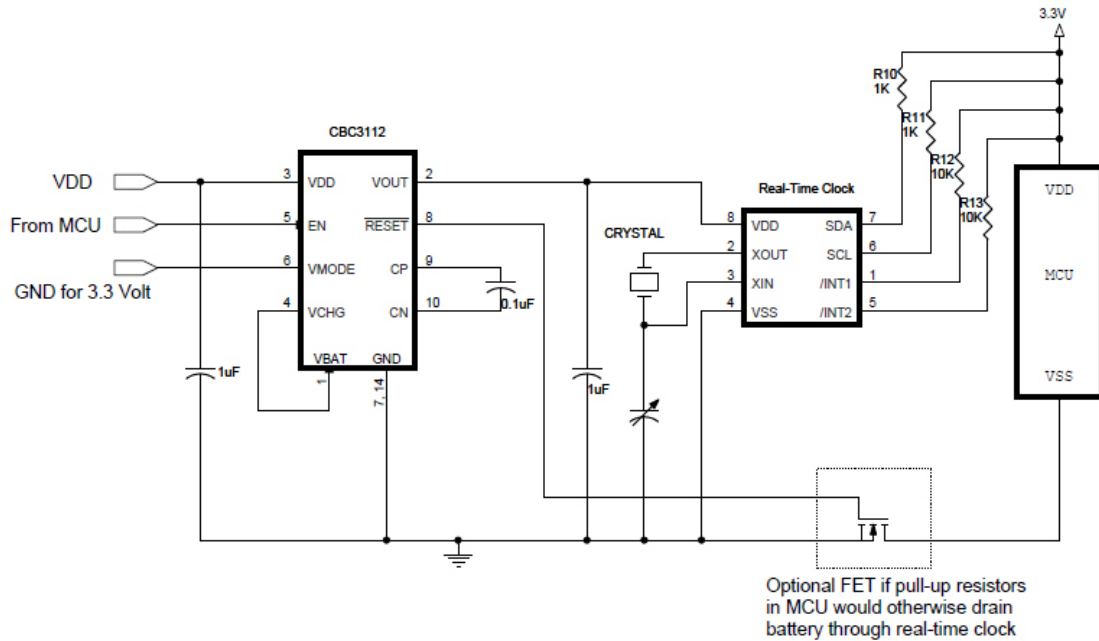 3.3V
R10
1K
R11
1K
R12
10K
R13
10K
CBC3112
VDD
3
VDD
VOUT
2
From MCU
5
EN
RESET
8
GND for 3.3 Volt
6
VMODE
CP
9
4
VCHG
CN
10
0.1uF
VBAT
GND
1
7, 14
1uF
1uF
CRYSTAL
Real-Time Clock
8
VDD
SDA
7
2
XOUT
SCL
6
3
XIN
/INT1
1
4
VSS
/INT2
5
VDD
MCU
VSS
Optional FET if pull-up resistors
in MCU would otherwise drain
battery through real-time clock